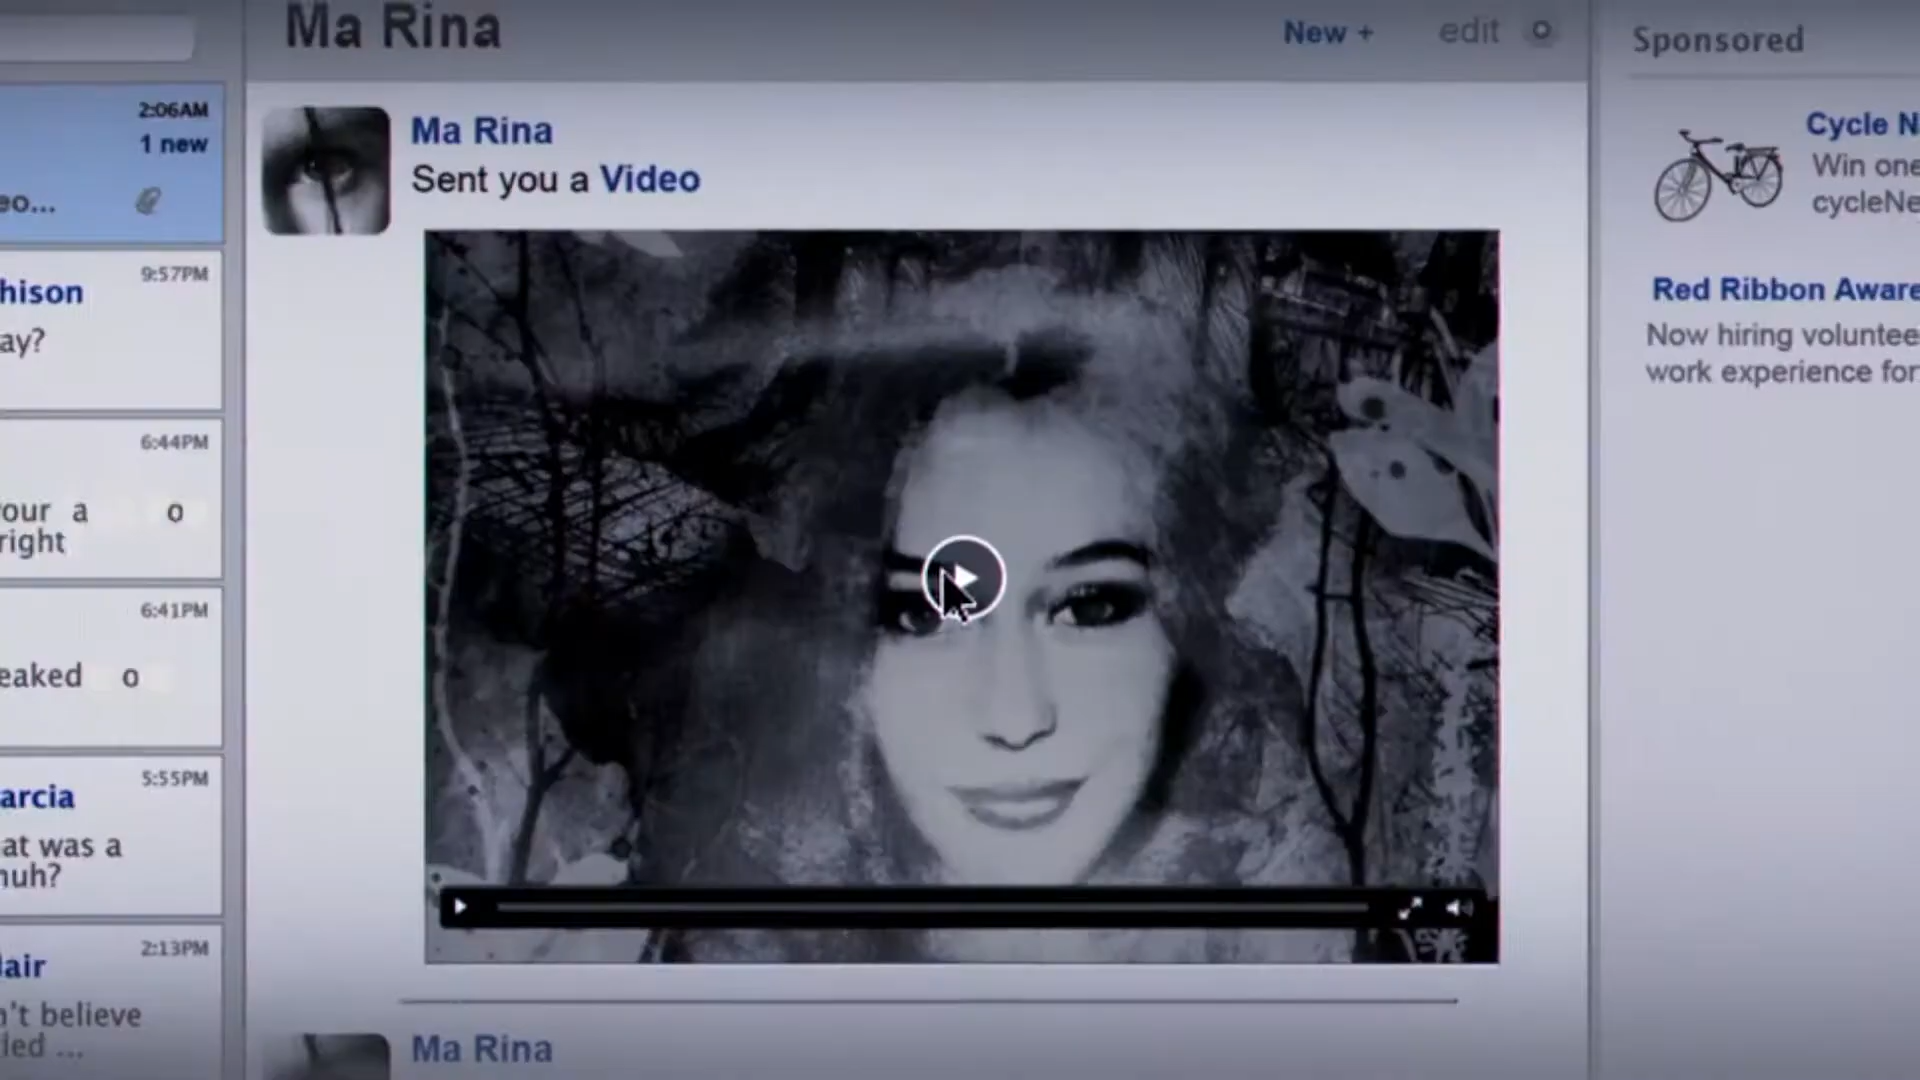 Ma Rina
New +
edit
Sponsored
2:06AM
1 new
eo...
9:57PM
hison
ay?
6:44PM
our a o
right
6:41PM
eaked o
5:55PM
arcia
at was a
huh?
2:13PM
lair
n't believe
led ...
Ma Rina
Sent you a Video
Ma Rina
Cycle N
Win one
cycleNe
Red Ribbon Aware
Now hiring voluntee
work experience for